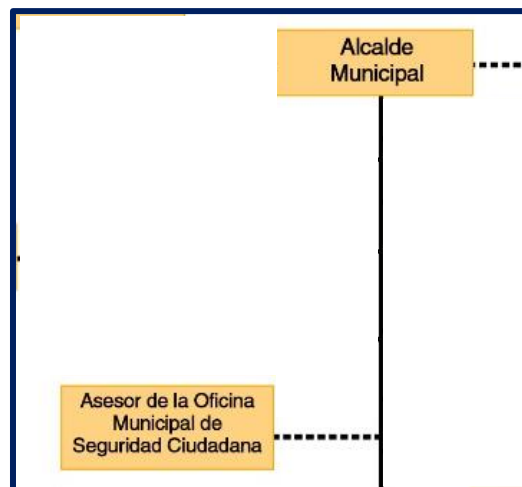 Alcalde
Municipal
Asesor de la Oficina
Municipal de
Seguridad Ciudadana